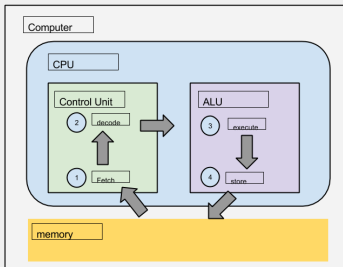 Computer
CPU
Control Unit
ALU
2 decode
3 execute
1 Fetch
4 store
memory